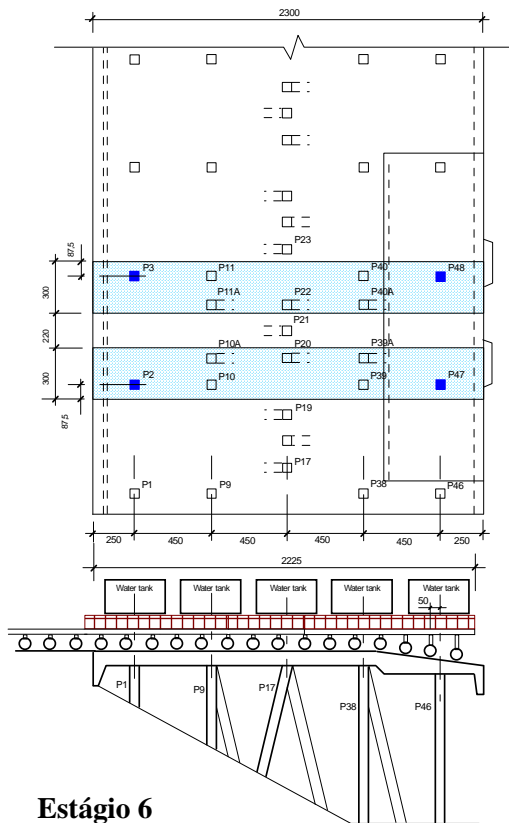 2300
P23
87,5
P3 P11 P40 P48
300
P11A P22 P40A
220
P21
P10A P20 P39A
300
P2 P10 P39 P47
87,5
P19
P17
P1 P9 P38 P46
250 450 450 450 450 250
2225
Water tank Water tank Water tank Water tank Water tank
50
P1 P9 P17 P38 P46
Estágio 6